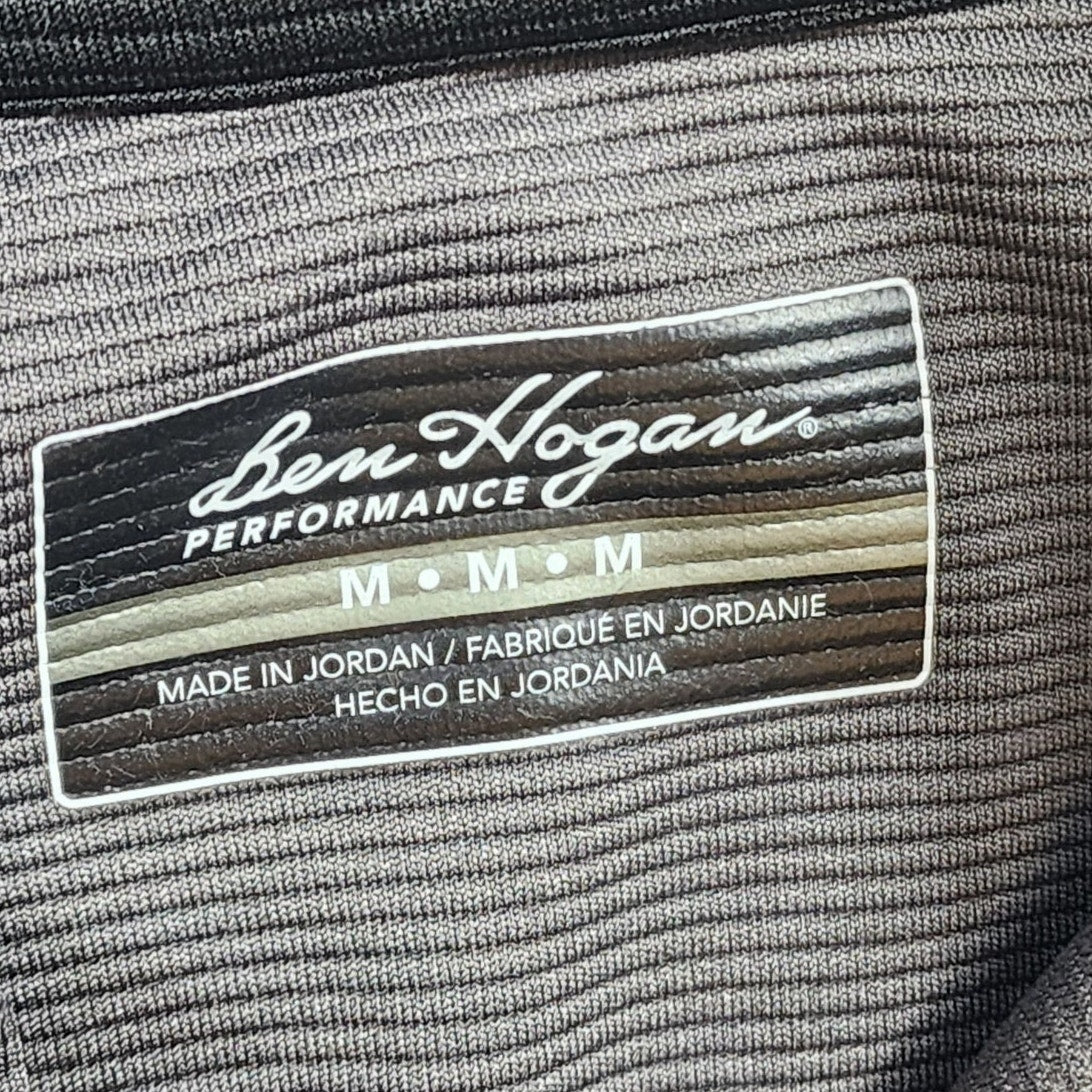 Ben Hogan®
PERFORMANCE
M • M • M
MADE IN JORDAN / FABRIQUÉ EN JORDANIE
HECHO EN JORDANIA